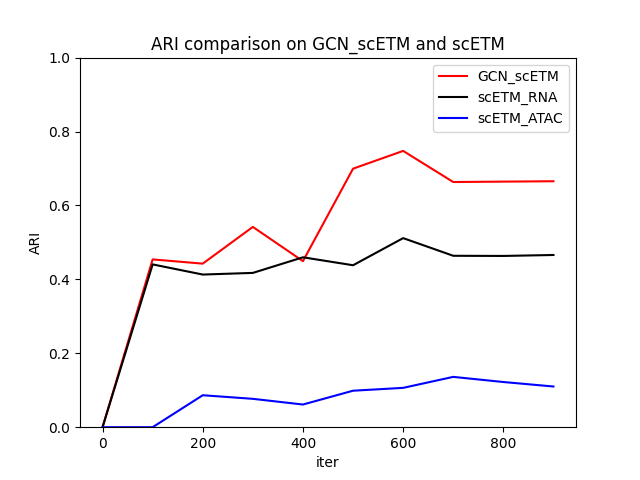 ARI comparison on GCN_scETM and scETM
GCN_scETM
scETM_RNA
scETM_ATAC
1.0
0.8
0.6
0.4
0.2
0.0
ARI
0 200 400 600 800
iter